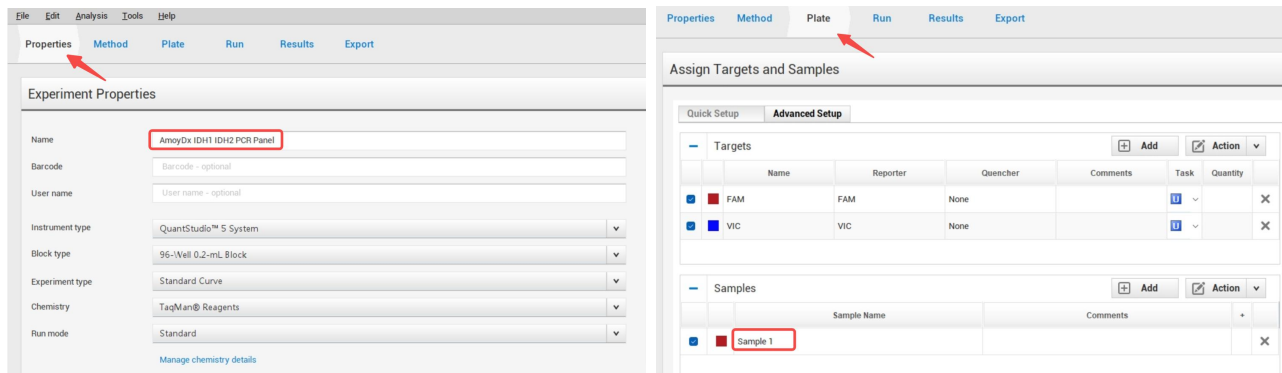 File Edit Analysis Tools Help
Properties Method Plate Run Results Export
Experiment Properties
Name AmoyDx IDH1 IDH2 PCR Panel
Barcode Barcode - optional
User name User name - optional
Instrument type QuantStudio™ 5 System
Block type 96-Well 0.2-mL Block
Experiment type Standard Curve
Chemistry TaqMan® Reagents
Run mode Standard
Manage chemistry details
Properties Method Plate Run Results Export
Assign Targets and Samples
Quick Setup Advanced Setup
Targets Add Action
Name Reporter Quencher Comments Task Quantity
FAM FAM None U
VIC VIC None U
Samples Add Action
Sample Name Comments +
Sample 1